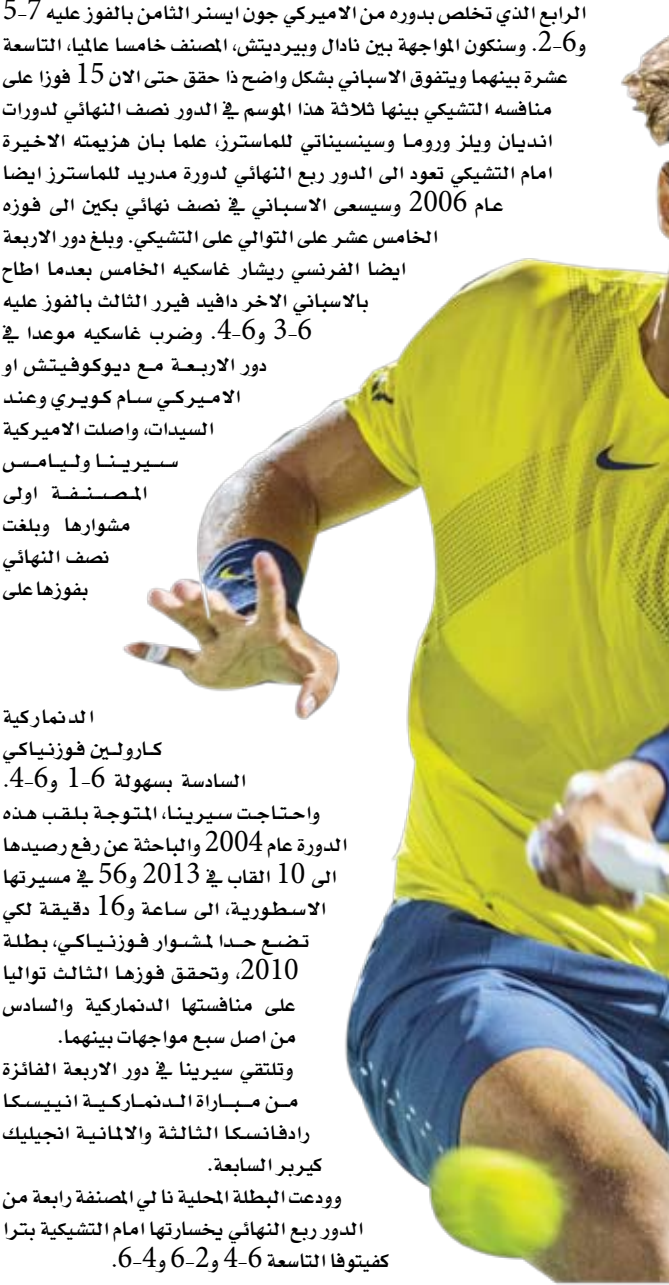 الرابع الذي تخلص بدوره من الاميركي جون ايسنر الثامن بالفوز عليه 7-5
و6-2. وستكون المواجهة بين نادال وبيرديتش، المصنف خامسا عالميا، التاسعة
عشرة بينهما ويتفوق الاسباني بشكل واضح ذا حقق حتى الان 15 فوزا على
منافسه التشيكي بينها ثلاثة هذا الموسم في الدور نصف النهائي لدورات
انديان ويلز وروما وسينسيناتي للماسترز، علما بان هزيمته الاخيرة
امام التشيكي تعود الى الدور ربع النهائي لدورة مدريد للماسترز ايضا
عام 2006 وسيسعى الاسباني في نصف نهائي بكين الى فوزه
الخامس عشر على التوالي على التشيكي. وبلغ دور الاربعة
ايضا الفرنسي ريشار غاسكيه الخامس بعدما اطاح
بالاسباني الاخر دافيد فيرر الثالث بالفوز عليه
6-3 و6-4. وضرب غاسكيه موعدا في
دور الاربعة مع ديوكوفيتش او
الاميركي سام كويري وعند
السيدات، واصلت الاميركية
سيرينا وليامس
المصنفة اولى
مشوارها وبلغت
نصف النهائي
بفوزها على
الدنماركية
كارولين فوزنياكي
السادسة بسهولة 6-1 و6-4.
واحتاجت سيرينا، المتوجة بلقب هذه
الدورة عام 2004 والباحثة عن رفع رصيدها
الى 10 القاب في 2013 و56 في مسيرتها
الاسطورية، الى ساعة و16 دقيقة لكي
تضع حدا لمشوار فوزنياكي، بطلة
2010، وتحقق فوزها الثالث تواليا
على منافستها الدنماركية والسادس
من اصل سبع مواجهات بينهما.
وتلتقي سيرينا في دور الاربعة الفائزة
من مباراة الدنماركية انييسكا
رادفانسكا الثالثة والالمانية انجيليك
كيربر السابعة.
وودعت البطلة المحلية نا لي المصنفة رابعة من
الدور ربع النهائي يخسارتها امام التشيكية بترا
كفيتوفا التاسعة 6-4 و2-6 و4-6.